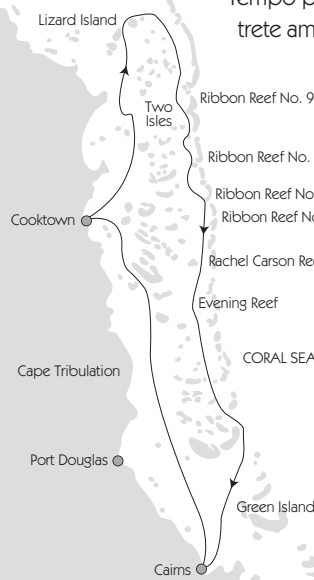 Tempo p
trete am
Lizard Island
Two
Isles
Ribbon Reef No. 9
Ribbon Reef No.
Ribbon Reef No
Ribbon Reef No
Cooktown
Rachel Carson Ree
Evening Reef
CORAL SEA
Cape Tribulation
Port Douglas
Green Island
Cairns